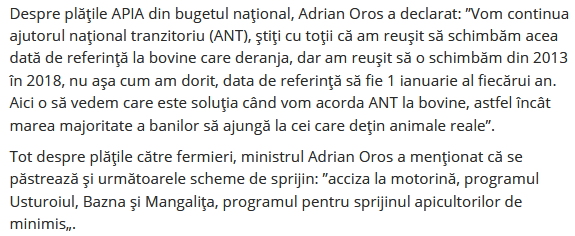 Despre plățile APIA din bugetul național, Adrian Oros a declarat: ”Vom continua
ajutorul național tranzitoriu (ANT), știți cu toții că am reușit să schimbăm acea
dată de referință la bovine care deranja, dar am reușit să o schimbăm din 2013
în 2018, nu așa cum am dorit, data de referință să fie 1 ianuarie al fiecărui an.
Aici o să vedem care este soluția când vom acorda ANT la bovine, astfel încât
marea majoritate a banilor să ajungă la cei care dețin animale reale”.
Tot despre plățile către fermieri, ministrul Adrian Oros a menționat că se
păstrează și următoarele scheme de sprijin: ”acciza la motorină, programul
Usturoiul, Bazna și Mangalița, programul pentru sprijinul apicultorilor de
minimis„.